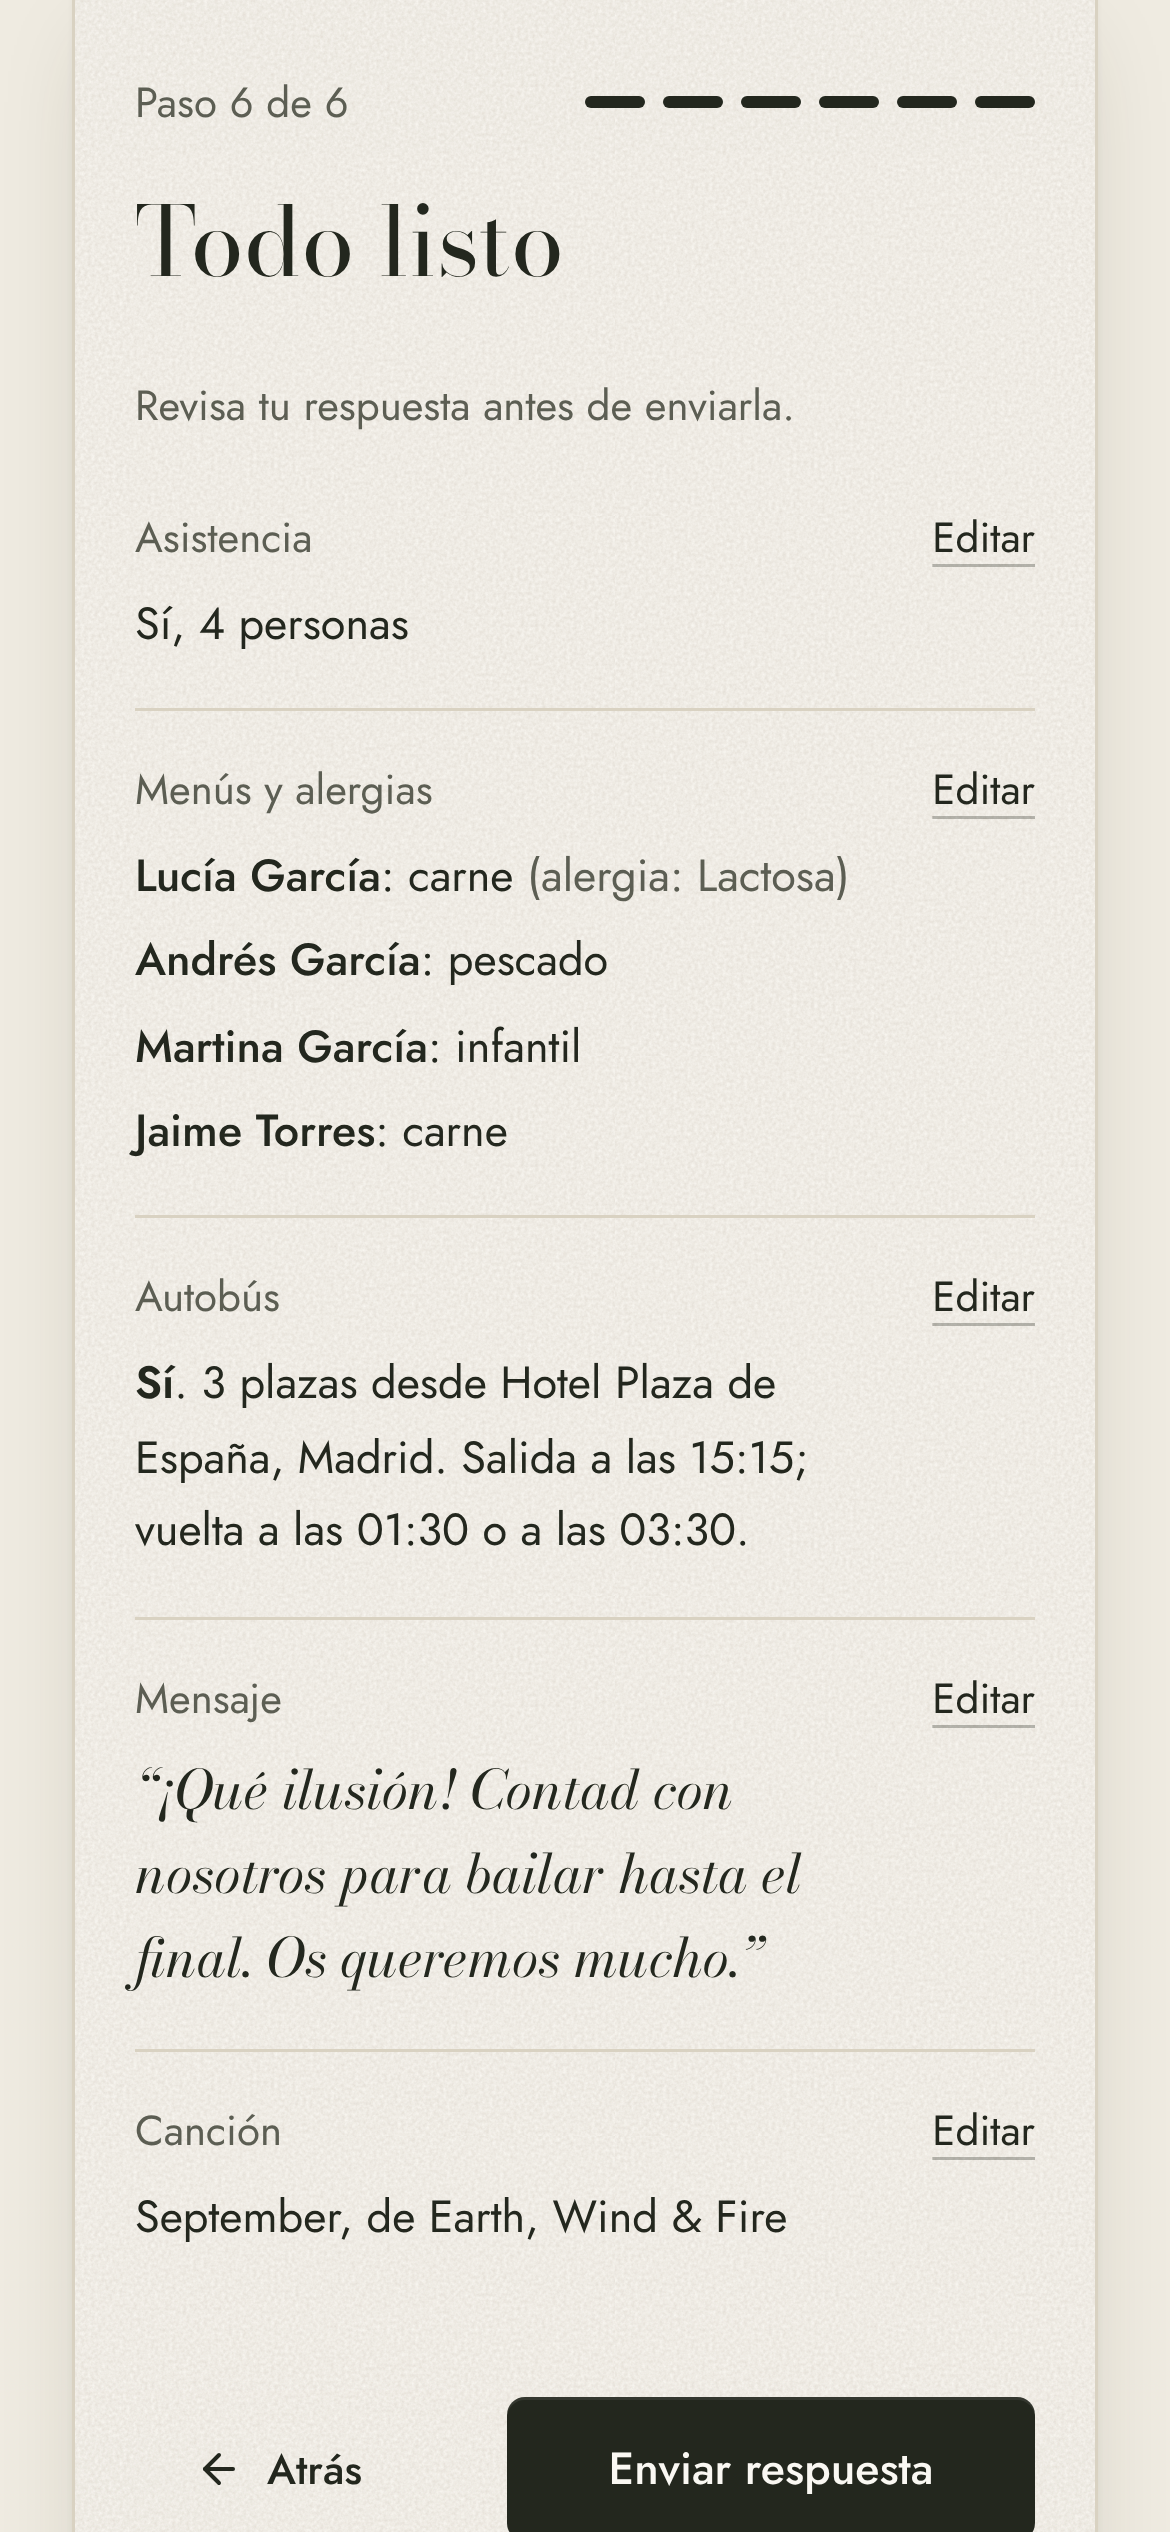 Paso 6 de 6
Todo listo
Revisa tu respuesta antes de enviarla.
Asistencia Editar
Sí, 4 personas
Menús y alergias Editar
Lucía García: carne (alergia: Lactosa)
Andrés García: pescado
Martina García: infantil
Jaime Torres: carne
Autobús Editar
Sí. 3 plazas desde Hotel Plaza de
España, Madrid. Salida a las 15:15;
vuelta a las 01:30 o a las 03:30.
Mensaje Editar
“¡Qué ilusión! Contad con
nosotros para bailar hasta el
final. Os queremos mucho.”
Canción Editar
September, de Earth, Wind & Fire
← Atrás Enviar respuesta